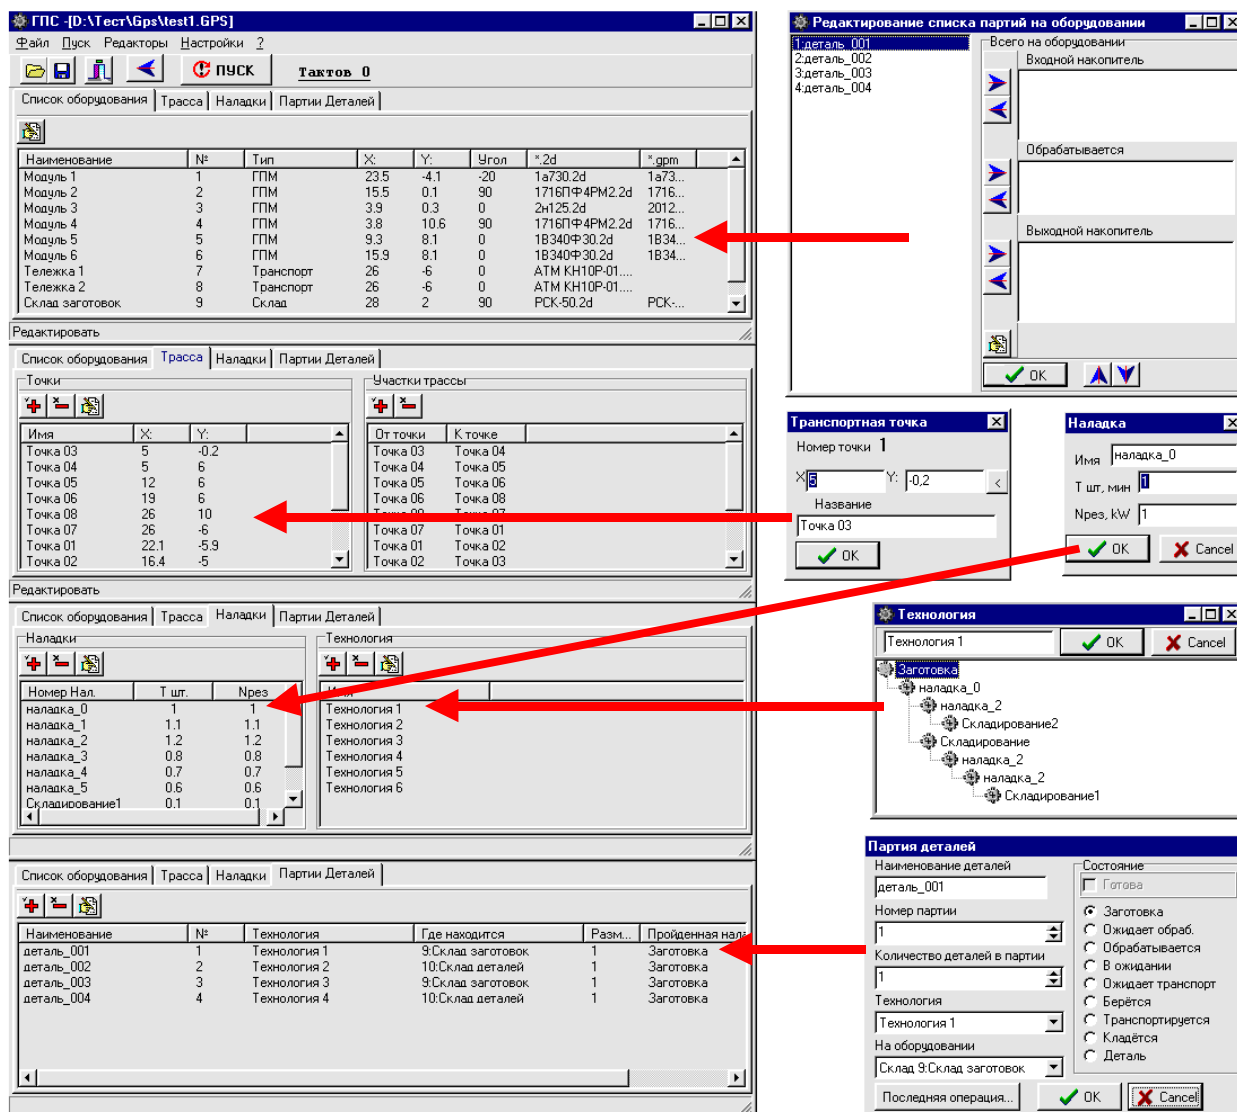 ГПС -[D:\Тест\Gps\test1.GPS]
Файл Пуск Редакторы Настройки ?
ПУСК Тактов 0
Список оборудования Трасса Наладки Партии Деталей
Наименование № Тип X: Y: Угол *.2d *.gpm
Модуль 1 1 ГПМ 23.5 -4.1 -20 1а730.2d 1а73...
Модуль 2 2 ГПМ 15.5 0.1 90 1716ПФ4РМ2.2d 1716...
Модуль 3 3 ГПМ 3.9 0.3 0 2н125.2d 2012...
Модуль 4 4 ГПМ 3.8 10.6 90 1716ПФ4РМ2.2d 1716...
Модуль 5 5 ГПМ 9.3 8.1 0 1В340Ф30.2d 1В34...
Модуль 6 6 ГПМ 15.9 8.1 0 1В340Ф30.2d 1В34...
Тележка 1 7 Транспорт 26 -6 0 АТМ КН10Р-01....
Тележка 2 8 Транспорт 26 -6 0 АТМ КН10Р-01....
Склад заготовок 9 Склад 28 2 90 РСК-50.2d РСК-...
Редактировать
Список оборудования Трасса Наладки Партии Деталей
Точки
Имя X: Y:
Точка 03 5 -0.2
Точка 04 5 6
Точка 05 12 6
Точка 06 19 6
Точка 08 26 10
Точка 07 26 -6
Точка 01 22.1 -5.9
Точка 02 16.4 -5
Участки трассы
От точки К точке
Точка 03 Точка 04
Точка 04 Точка 05
Точка 05 Точка 06
Точка 06 Точка 08
Точка 07 Точка 01
Точка 01 Точка 02
Точка 02 Точка 03
Редактировать
Список оборудования Трасса Наладки Партии Деталей
Наладки
Номер Нал. Т шт. Nрез
наладка_0 1 1
наладка_1 1.1 1.1
наладка_2 1.2 1.2
наладка_3 0.8 0.8
наладка_4 0.7 0.7
наладка_5 0.6 0.6
Складирование1 0.1 0.1
Технология
Имя
Технология 1
Технология 2
Технология 3
Технология 4
Технология 5
Технология 6
Список оборудования Трасса Наладки Партии Деталей
Наименование № Технология Где находится Разм... Пройденная нала
деталь_001 1 Технология 1 9:Склад заготовок 1 Заготовка
деталь_002 2 Технология 2 10:Склад деталей 1 Заготовка
деталь_003 3 Технология 3 9:Склад заготовок 1 Заготовка
деталь_004 4 Технология 4 10:Склад деталей 1 Заготовка
Редактирование списка партий на оборудовании
1:деталь_001
2:деталь_002
3:деталь_003
4:деталь_004
Всего на оборудовании
Входной накопитель
Обрабатывается
Выходной накопитель
OK
Транспортная точка
Номер точки 1
X 5 Y: -0,2 <
Название
Точка 03
OK
Наладка
Имя наладка_0
Т шт, мин 1
Nрез, kW 1
OK Cancel
Технология
Технология 1 OK Cancel
Заготовка
наладка_0
наладка_2
Складирование2
Складирование
наладка_2
наладка_2
Складирование1
Партия деталей
Наименование деталей
деталь_001
Номер партии
1
Количество деталей в партии
1
Технология
Технология 1
На оборудовании
Склад 9:Склад заготовок
Последняя операция...
Состояние
Готова
Заготовка
Ожидает обраб.
Обрабатывается
В ожидании
Ожидает транспорт
Берётся
Транспортируется
Кладётся
Деталь
OK Cancel